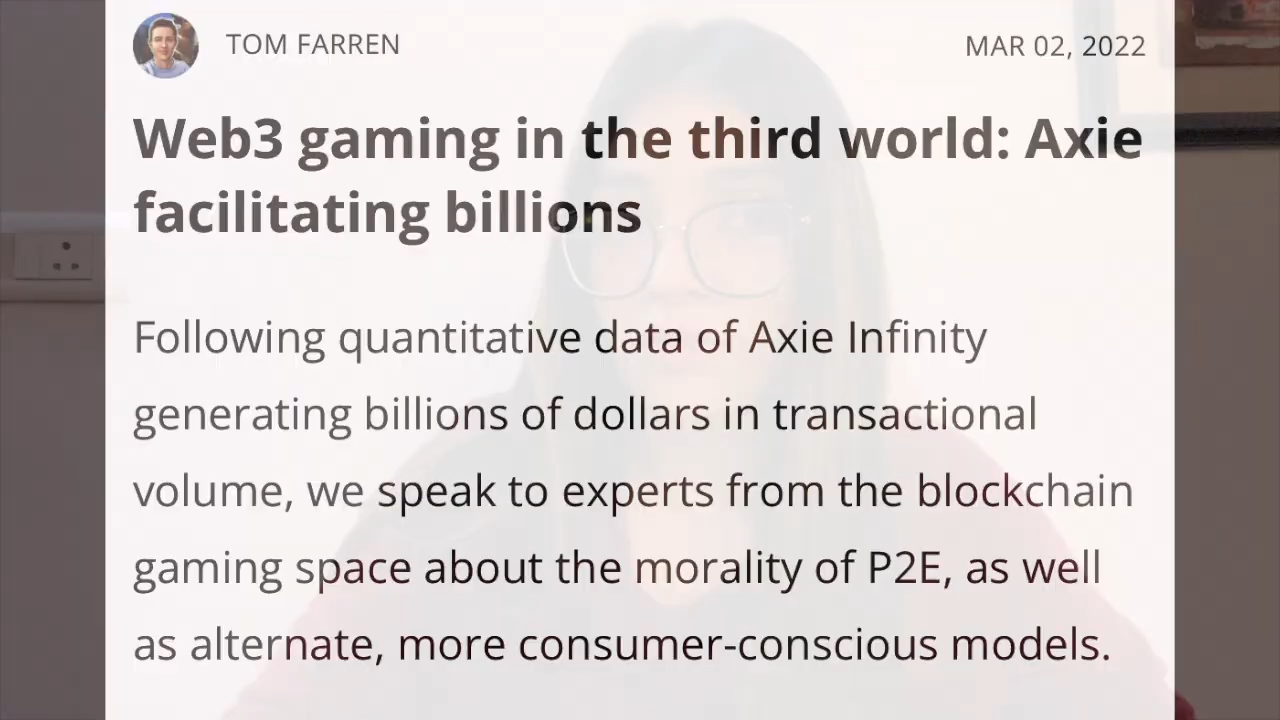 TOM FARREN
MAR 02, 2022
Web3 gaming in the third world: Axie
facilitating billions
Following quantitative data of Axie Infinity
generating billions of dollars in transactional
volume, we speak to experts from the blockchain
gaming space about the morality of P2E, as well
as alternate, more consumer-conscious models.